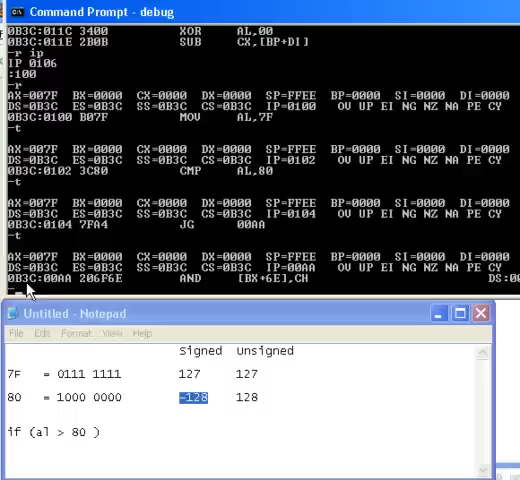 Command Prompt - debug
0B3C:011C 3400 XOR AL,00
0B3C:011E 2B0B SUB CX,[BP+DI]
-r ip
IP 0106
:100
-r
AX=007F BX=0000 CX=0000 DX=0000 SP=FFEE BP=0000 SI=0000 DI=0000
DS=0B3C ES=0B3C SS=0B3C CS=0B3C IP=0100 OV UP EI NG NZ NA PE CY
0B3C:0100 B07F MOV AL,7F
-t
AX=007F BX=0000 CX=0000 DX=0000 SP=FFEE BP=0000 SI=0000 DI=0000
DS=0B3C ES=0B3C SS=0B3C CS=0B3C IP=0102 OV UP EI NG NZ NA PE CY
0B3C:0102 3C80 CMP AL,80
-t
AX=007F BX=0000 CX=0000 DX=0000 SP=FFEE BP=0000 SI=0000 DI=0000
DS=0B3C ES=0B3C SS=0B3C CS=0B3C IP=0104 OV UP EI NG NZ NA PE CY
0B3C:0104 7FA4 JG 00AA
-t
AX=007F BX=0000 CX=0000 DX=0000 SP=FFEE BP=0000 SI=0000 DI=0000
DS=0B3C ES=0B3C SS=0B3C CS=0B3C IP=00AA OV UP EI NG NZ NA PE CY
0B3C:00AA 206F6E AND [BX+6E],CH DS:00
-
Untitled - Notepad
File Edit Format View Help
Signed Unsigned
7F = 0111 1111 127 127
80 = 1000 0000 -128 128
if (al > 80 )